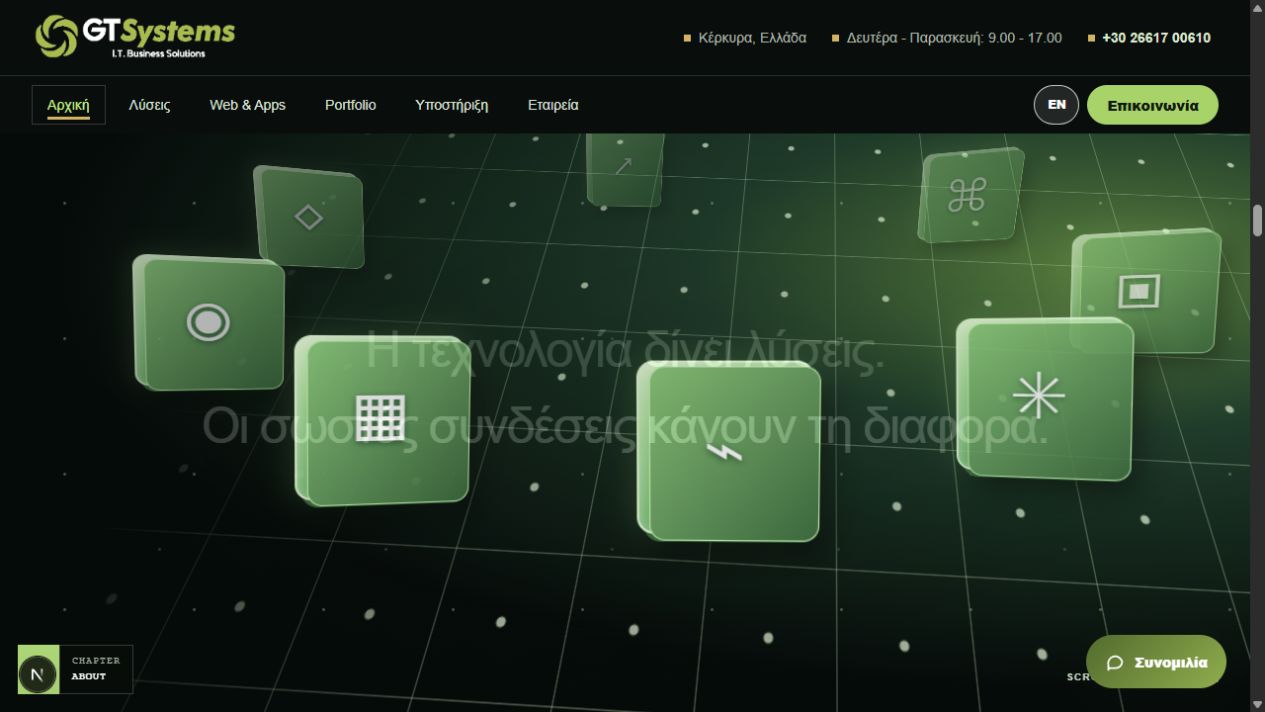 GTSystems
I.T. Business Solutions
Κέρκυρα, Ελλάδα
Δευτέρα - Παρασκευή: 9.00 - 17.00
+30 26617 00610
Αρχική
Λύσεις
Web & Apps
Portfolio
Υποστήριξη
Εταιρεία
EN
Επικοινωνία
Η τεχνολογία δίνει λύσεις.
Οι σωστές συνδέσεις κάνουν τη διαφορά.
N
CHAPTER
ABOUT
Συνομιλία